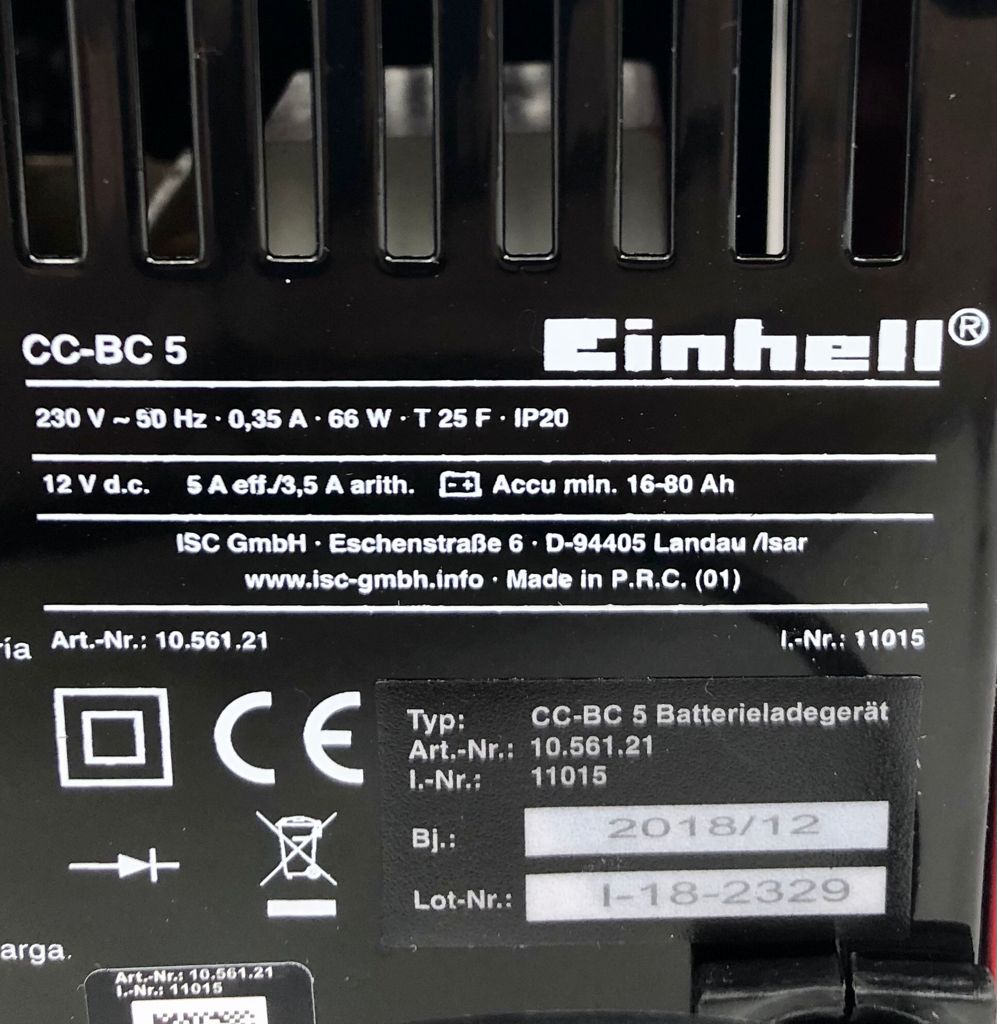 CC-BC 5 Einhell®
230 V ~ 50 Hz · 0,35 A · 66 W · T 25 F · IP20
12 V d.c. 5 A eff./3,5 A arith. - + Accu min. 16-80 Ah
ISC GmbH · Eschenstraße 6 · D-94405 Landau /Isar
www.isc-gmbh.info · Made in P.R.C. (01)
ría Art.-Nr.: 10.561.21 I.-Nr.: 11015
CE
Typ: CC-BC 5 Batterieladegerät
Art.-Nr.: 10.561.21
I.-Nr.: 11015
Bj.: 2018/12
Lot-Nr.: I-18-2329
arga.
Art.-Nr.: 10.561.21
I.-Nr.: 11015